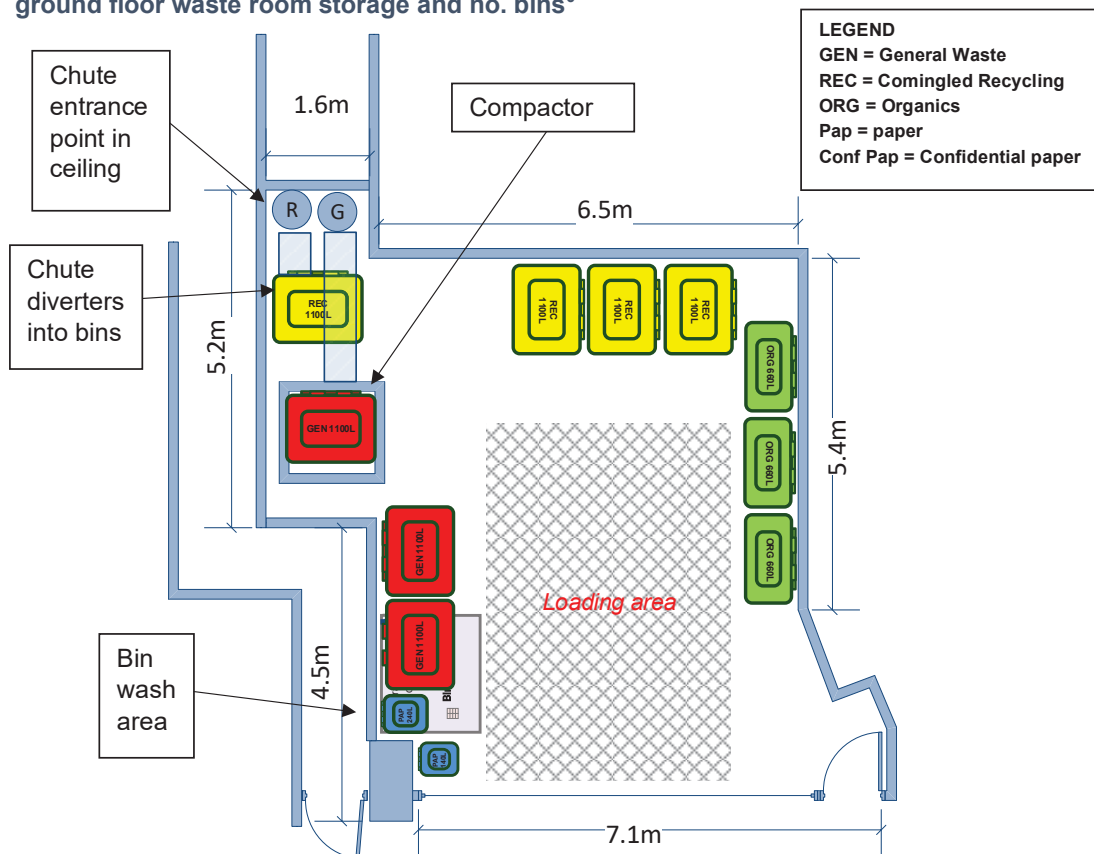 ground floor waste room storage and no. bins
LEGEND
GEN = General Waste
REC = Comingled Recycling
ORG = Organics
Pap = paper
Conf Pap = Confidential paper
Chute
entrance
point in
ceiling
1.6m
Compactor
R
G
6.5m
Chute
diverters
into bins
REC
1100L
REC
1100L
REC
1100L
REC
1100L
5.2m
ORG 660L
GEN 1100L
5.4m
ORG 660L
GEN 1100L
ORG 660L
Loading area
GEN 1100L
Bin
wash
area
4.5m
PAP
240L
PAP
140L
7.1m